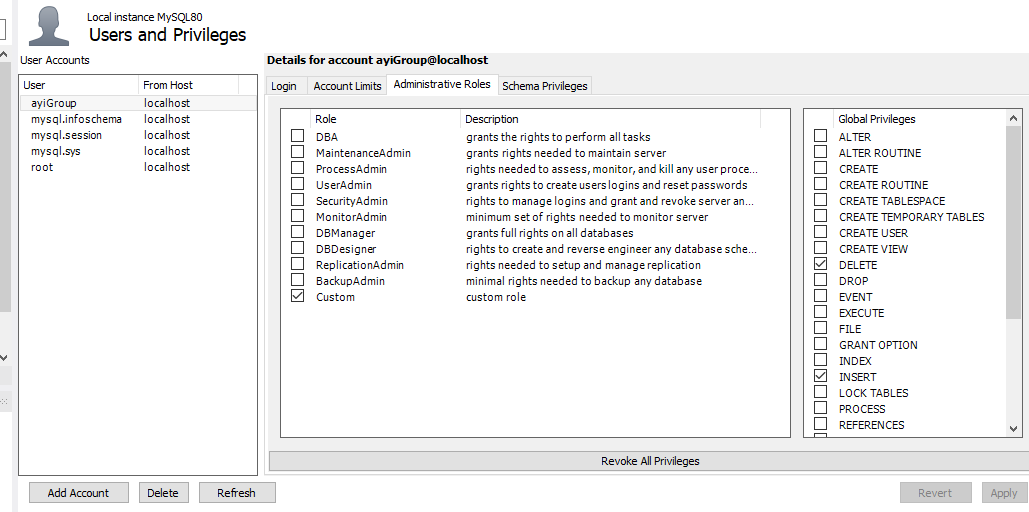 Local instance MySQL80
Users and Privileges
User Accounts
User From Host
ayiGroup localhost
mysql.infoschema localhost
mysql.session localhost
mysql.sys localhost
root localhost
Add Account Delete Refresh
Details for account ayiGroup@localhost
Login Account Limits Administrative Roles Schema Privileges
Role Description
DBA grants the rights to perform all tasks
MaintenanceAdmin grants rights needed to maintain server
ProcessAdmin rights needed to assess, monitor, and kill any user proce...
UserAdmin grants rights to create users logins and reset passwords
SecurityAdmin rights to manage logins and grant and revoke server an...
MonitorAdmin minimum set of rights needed to monitor server
DBManager grants full rights on all databases
DBDesigner rights to create and reverse engineer any database sche...
ReplicationAdmin rights needed to setup and manage replication
BackupAdmin minimal rights needed to backup any database
Custom custom role
Global Privileges
ALTER
ALTER ROUTINE
CREATE
CREATE ROUTINE
CREATE TABLESPACE
CREATE TEMPORARY TABLES
CREATE USER
CREATE VIEW
DELETE
DROP
EVENT
EXECUTE
FILE
GRANT OPTION
INDEX
INSERT
LOCK TABLES
PROCESS
REFERENCES
Revoke All Privileges
Revert Apply